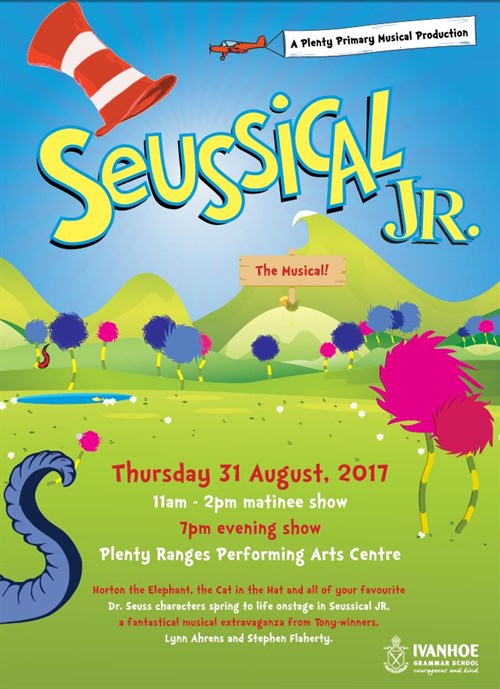 A Plenty Primary Musical Production
SEUSSICAL
JR.
The Musical!
Thursday 31 August, 2017
11am - 2pm matinee show
7pm evening show
Plenty Ranges Performing Arts Centre
Horton the Elephant, the Cat in the Hat and all of your favourite
Dr. Seuss characters spring to life onstage in Seussical JR,
a fantastical musical extravaganza from Tony-winners,
Lynn Ahrens and Stephen Flaherty.
IVANHOE
GRAMMAR SCHOOL
courageous and kind